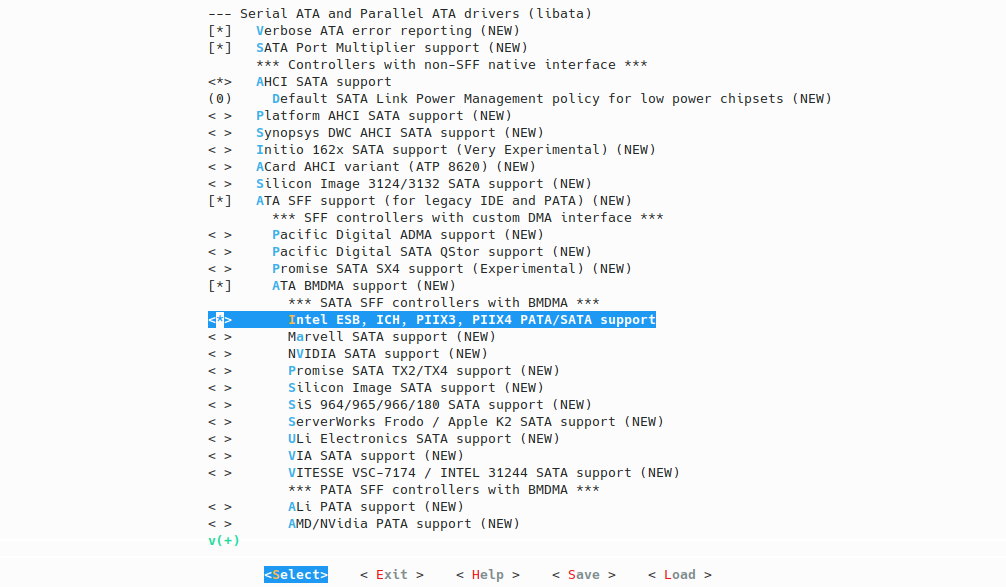 --- Serial ATA and Parallel ATA drivers (libata)
[*]   Verbose ATA error reporting (NEW)
[*]   SATA Port Multiplier support (NEW)
      *** Controllers with non-SFF native interface ***
<*>   AHCI SATA support
(0)     Default SATA Link Power Management policy for low power chipsets (NEW)
< >   Platform AHCI SATA support (NEW)
< >   Synopsys DWC AHCI SATA support (NEW)
< >   Initio 162x SATA support (Very Experimental) (NEW)
< >   ACard AHCI variant (ATP 8620) (NEW)
< >   Silicon Image 3124/3132 SATA support (NEW)
[*]   ATA SFF support (for legacy IDE and PATA) (NEW)
        *** SFF controllers with custom DMA interface ***
< >     Pacific Digital ADMA support (NEW)
< >     Pacific Digital SATA QStor support (NEW)
< >     Promise SATA SX4 support (Experimental) (NEW)
[*]     ATA BMDMA support (NEW)
          *** SATA SFF controllers with BMDMA ***
<*>       Intel ESB, ICH, PIIX3, PIIX4 PATA/SATA support
< >       Marvell SATA support (NEW)
< >       NVIDIA SATA support (NEW)
< >       Promise SATA TX2/TX4 support (NEW)
< >       Silicon Image SATA support (NEW)
< >       SiS 964/965/966/180 SATA support (NEW)
< >       ServerWorks Frodo / Apple K2 SATA support (NEW)
< >       ULi Electronics SATA support (NEW)
< >       VIA SATA support (NEW)
< >       VITESSE VSC-7174 / INTEL 31244 SATA support (NEW)
          *** PATA SFF controllers with BMDMA ***
< >       ALi PATA support (NEW)
< >       AMD/NVidia PATA support (NEW)
v(+)
<Select>    < Exit >    < Help >    < Save >    < Load >